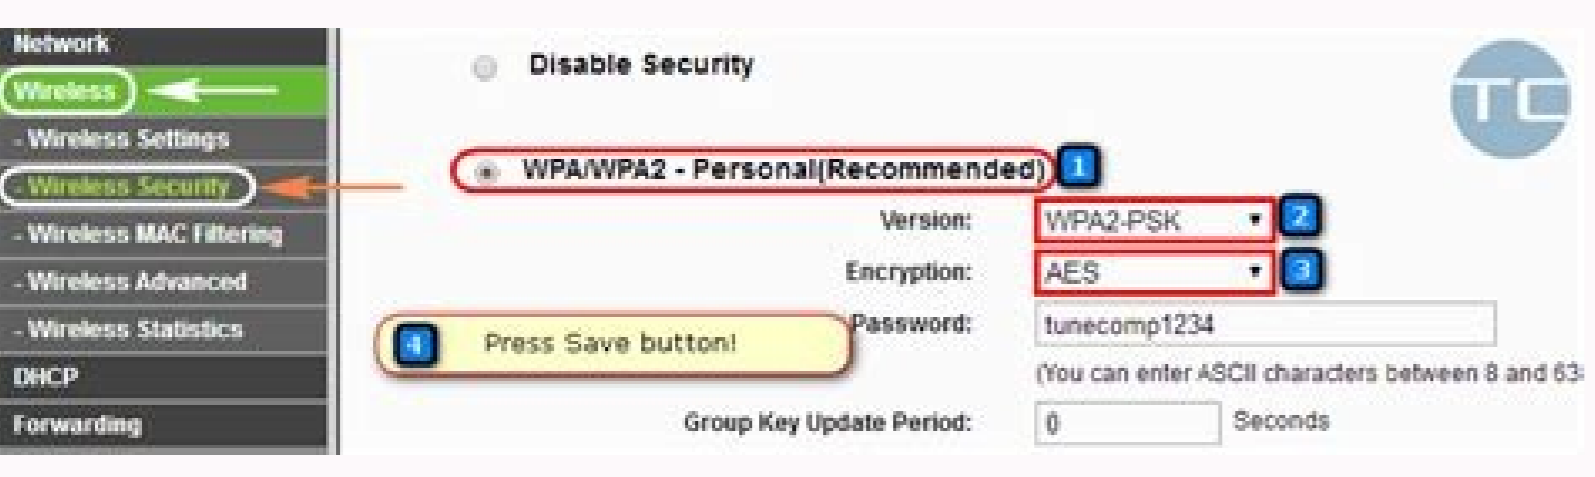 Network
Wireless
- Wireless Settings
- Wireless Security
- Wireless MAC Filtering
- Wireless Advanced
- Wireless Statistics
DHCP
Forwarding
Disable Security
TC
WPA/WPA2 - Personal(Recommended) 1
Version: WPA2-PSK 2
Encryption: AES 3
Password: tunecomp1234
4 Press Save button!
(You can enter ASCII characters between 8 and 63
Group Key Update Period: 0 Seconds